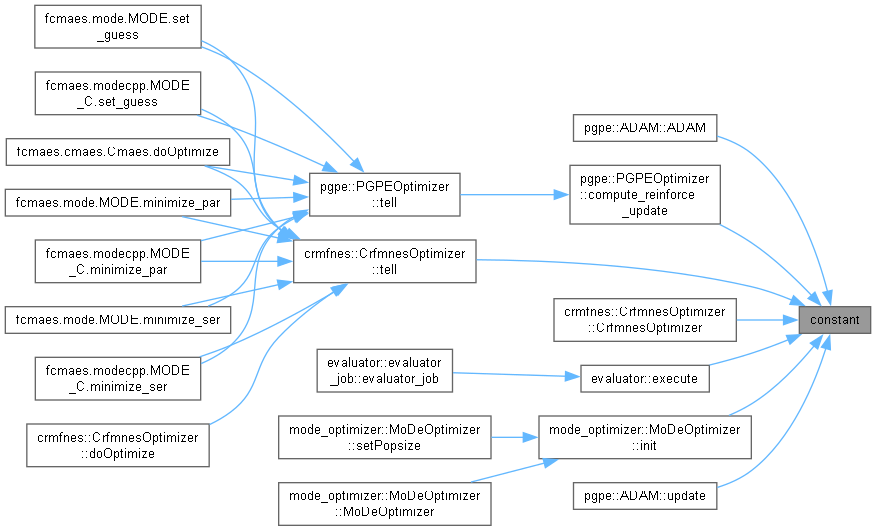 fcmaes.mode.MODE.set
_guess
fcmaes.modecpp.MODE
_C.set_guess
fcmaes.cmaes.Cmaes.doOptimize
fcmaes.mode.MODE.minimize_par
fcmaes.modecpp.MODE
_C.minimize_par
fcmaes.mode.MODE.minimize_ser
fcmaes.modecpp.MODE
_C.minimize_ser
crmfnes::CrfmnesOptimizer
::doOptimize
pgpe::PGPEOptimizer
::tell
crmfnes::CrfmnesOptimizer
::tell
evaluator::evaluator
_job::evaluator_job
mode_optimizer::MoDeOptimizer
::setPopsize
mode_optimizer::MoDeOptimizer
::MoDeOptimizer
pgpe::ADAM::ADAM
pgpe::PGPEOptimizer
::compute_reinforce
_update
crmfnes::CrfmnesOptimizer
::CrfmnesOptimizer
evaluator::execute
mode_optimizer::MoDeOptimizer
::init
pgpe::ADAM::update
constant